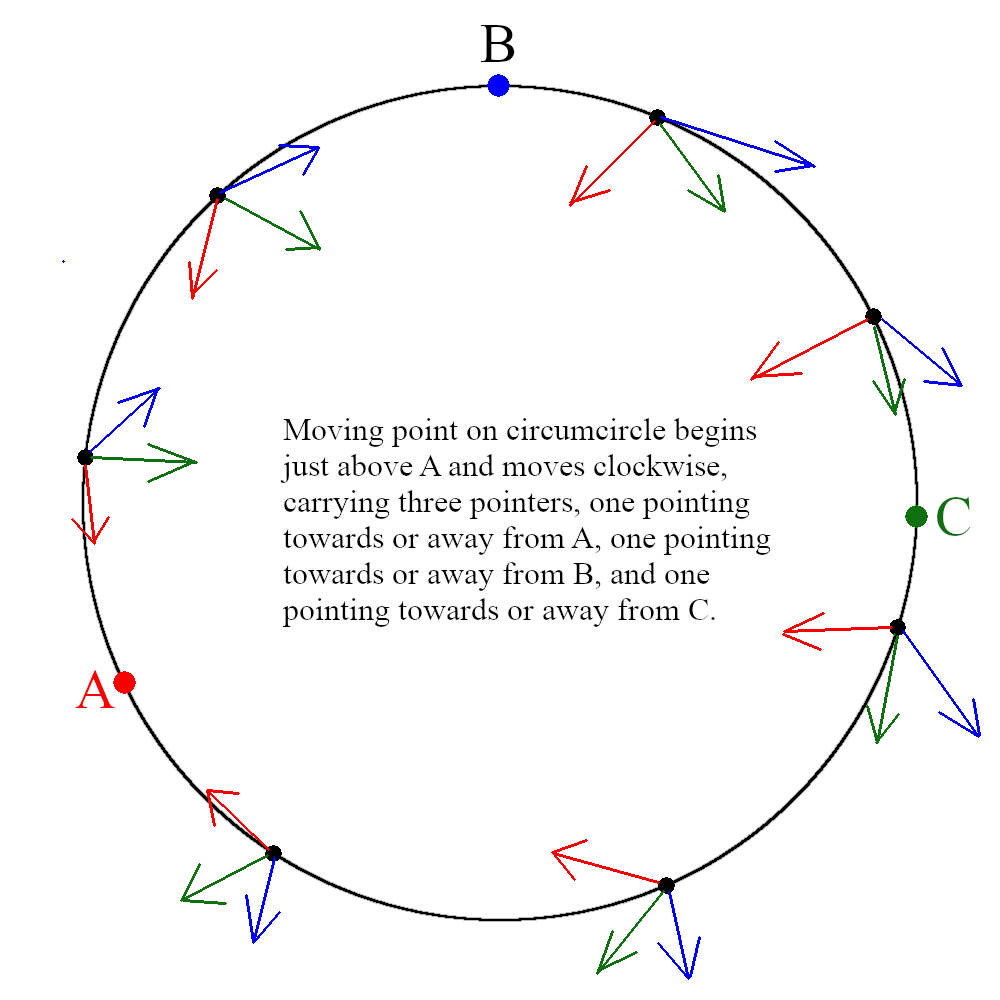 B
Moving point on circumcircle begins
just above A and moves clockwise,
carrying three pointers, one pointing
towards or away from A, one pointing
towards or away from B, and one
pointing towards or away from C.
C
A